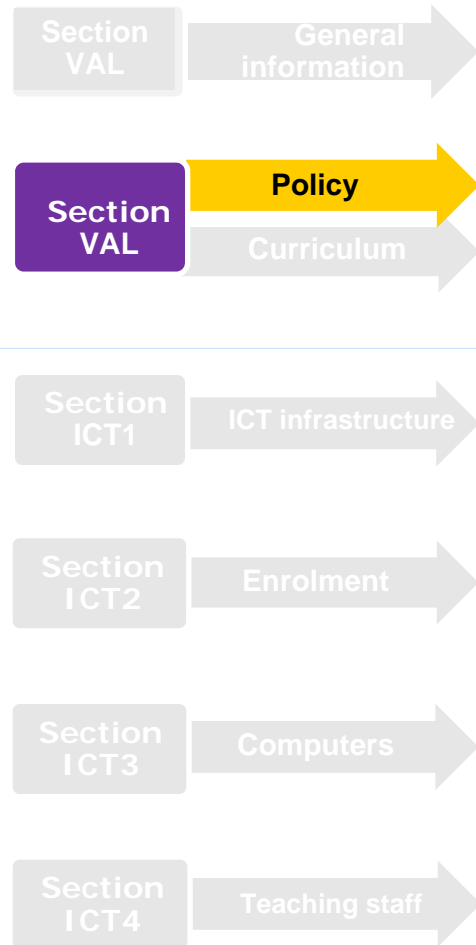 Section
VAL
General
information
Section
VAL
Policy
Curriculum
Section
ICT1
ICT infrastructure
Section
ICT2
Enrolment
Section
ICT3
Computers
Section
ICT4
Teaching staff